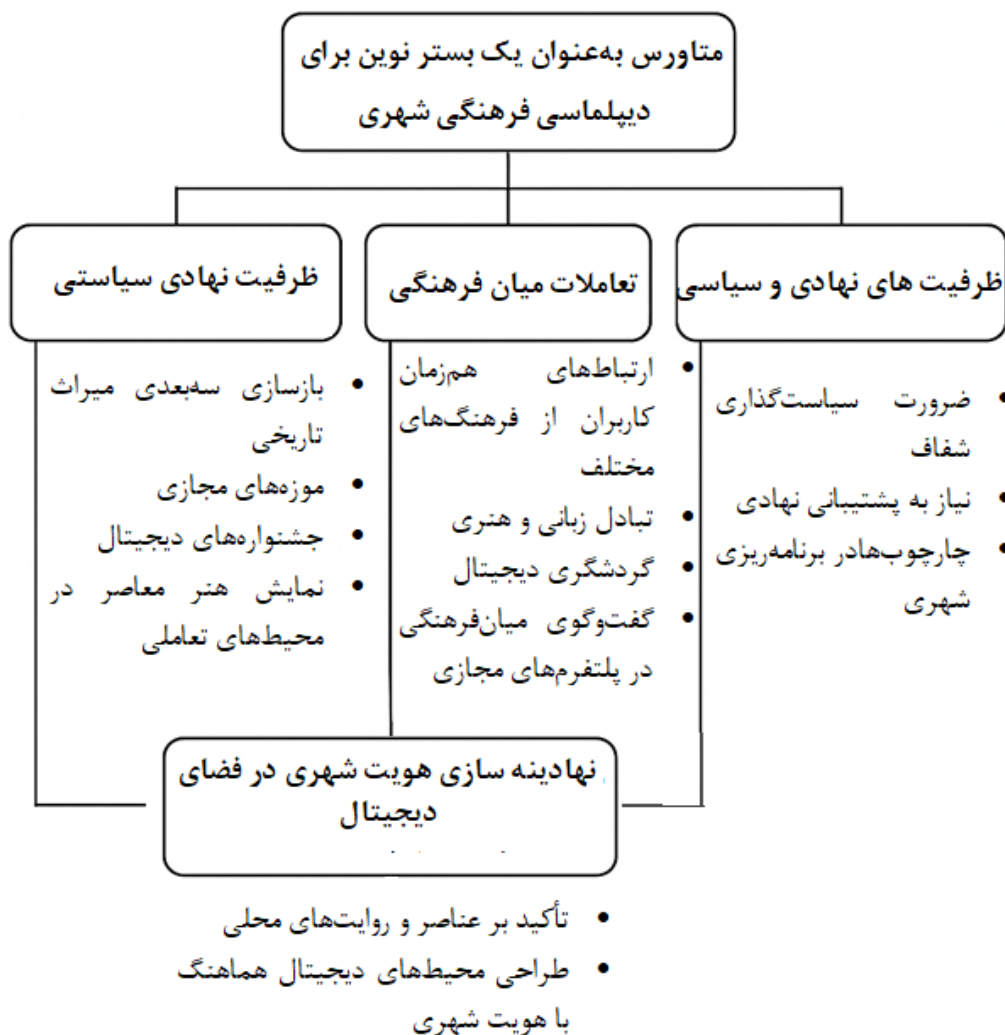 متاورس به‌عنوان یک بستر نوین برای
دیپلماسی فرهنگی شهری
ظرفیت های نهادی و سیاسی
• ضرورت سیاست‌گذاری
شفاف
• نیاز به پشتیبانی نهادی
• چارچوب‌هادر برنامه‌ریزی
شهری
تعاملات میان فرهنگی
• ارتباط‌های هم‌زمان
کاربران از فرهنگ‌های
مختلف
• تبادل زبانی و هنری
• گردشگری دیجیتال
• گفت‌وگوی میان‌فرهنگی
در پلتفرم‌های مجازی
ظرفیت نهادی سیاستی
• بازسازی سه‌بعدی میراث
تاریخی
• موزه‌های مجازی
• جشنواره‌های دیجیتال
• نمایش هنر معاصر در
محیط‌های تعاملی
نهادینه سازی هویت شهری در فضای
دیجیتال
• تأکید بر عناصر و روایت‌های محلی
• طراحی محیط‌های دیجیتال هماهنگ
با هویت شهری